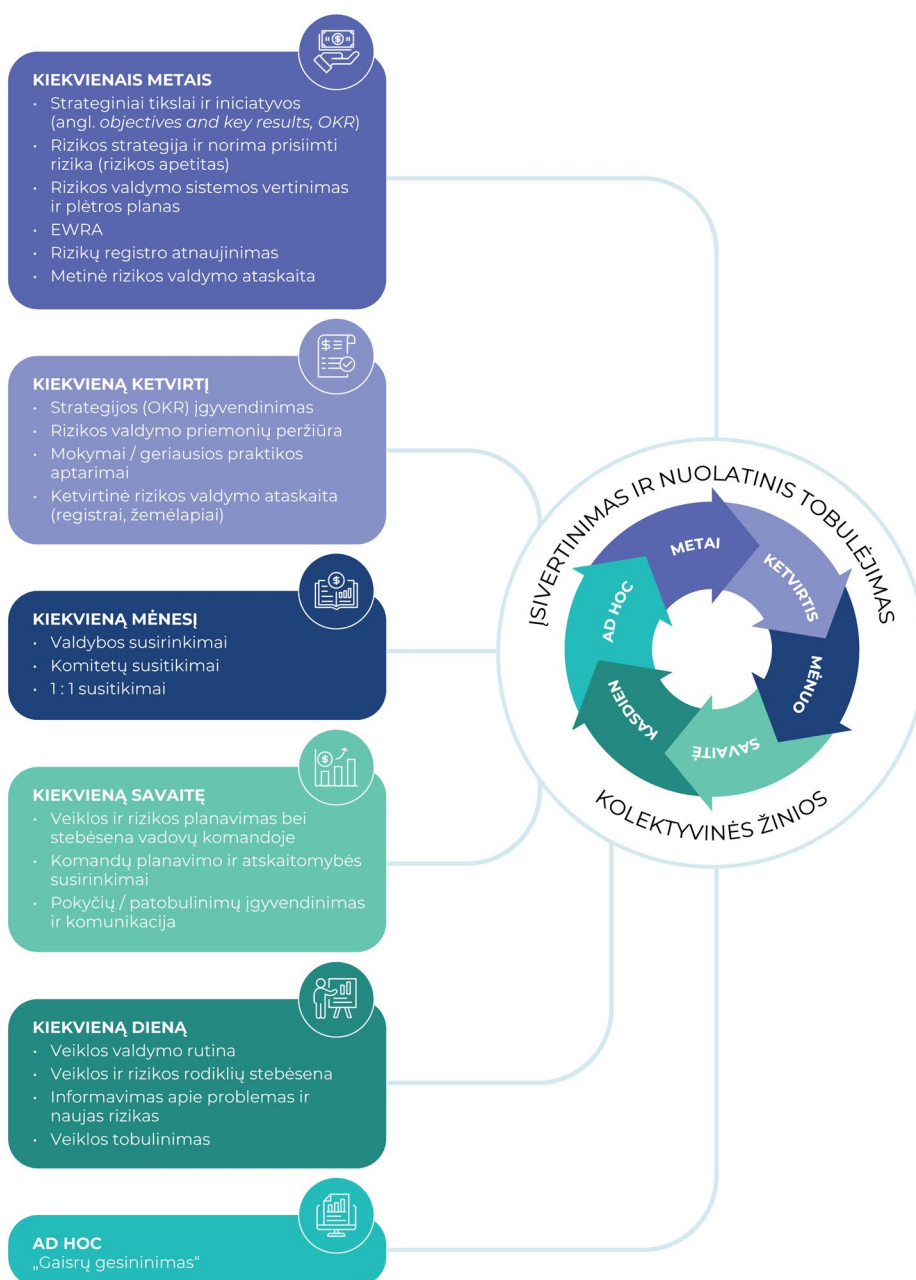 KIEKVIENAIS METAIS
• Strateginiai tikslai ir iniciatyvos
(angl. objectives and key results, OKR)
• Rizikos strategija ir norima prisiimti
rizika (rizikos apetitas)
• Rizikos valdymo sistemos vertinimas
ir plėtros planas
• EWRA
• Rizikų registro atnaujinimas
• Metinė rizikos valdymo ataskaita
KIEKVIENĄ KETVIRTĮ
• Strategijos (OKR) įgyvendinimas
• Rizikos valdymo priemonių peržiūra
• Mokymai / geriausios praktikos
aptarimai
• Ketvirtinė rizikos valdymo ataskaita
(registrai, žemėlapiai)
KIEKVIENĄ MĖNESĮ
• Valdybos susirinkimai
• Komitetų susitikimai
• 1 : 1 susitikimai
KIEKVIENĄ SAVAITĘ
• Veiklos ir rizikos planavimas bei
stebėsena vadovų komandoje
• Komandų planavimo ir atskaitomybės
susirinkimai
• Pokyčių / patobulinimų įgyvendinimas
ir komunikacija
KIEKVIENĄ DIENĄ
• Veiklos valdymo rutina
• Veiklos ir rizikos rodiklių stebėsena
• Informavimas apie problemas ir
naujas rizikas
• Veiklos tobulinimas
AD HOC
„Gaisrų gesininimas“
ĮSIVERTINIMAS IR NUOLATINIS TOBULĖJIMAS
METAI
KETVIRTIS
MĖNUO
SAVAITĖ
KASDIEN
AD HOC
KOLEKTYVINĖS ŽINIOS